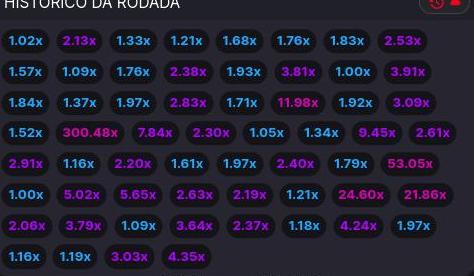 HISTÓRICO DA RODADA
1.02x 2.13x 1.33x 1.21x 1.68x 1.76x 1.83x 2.53x
1.57x 1.09x 1.76x 2.38x 1.93x 3.81x 1.00x 3.91x
1.84x 1.37x 1.97x 2.83x 1.71x 11.98x 1.92x 3.09x
1.52x 300.48x 7.84x 2.30x 1.05x 1.34x 9.45x 2.61x
2.91x 1.16x 2.20x 1.61x 1.97x 2.40x 1.79x 53.05x
1.00x 5.02x 5.65x 2.63x 2.19x 1.21x 24.60x 21.86x
2.06x 3.79x 1.09x 3.64x 2.37x 1.18x 4.24x 1.97x
1.16x 1.19x 3.03x 4.35x